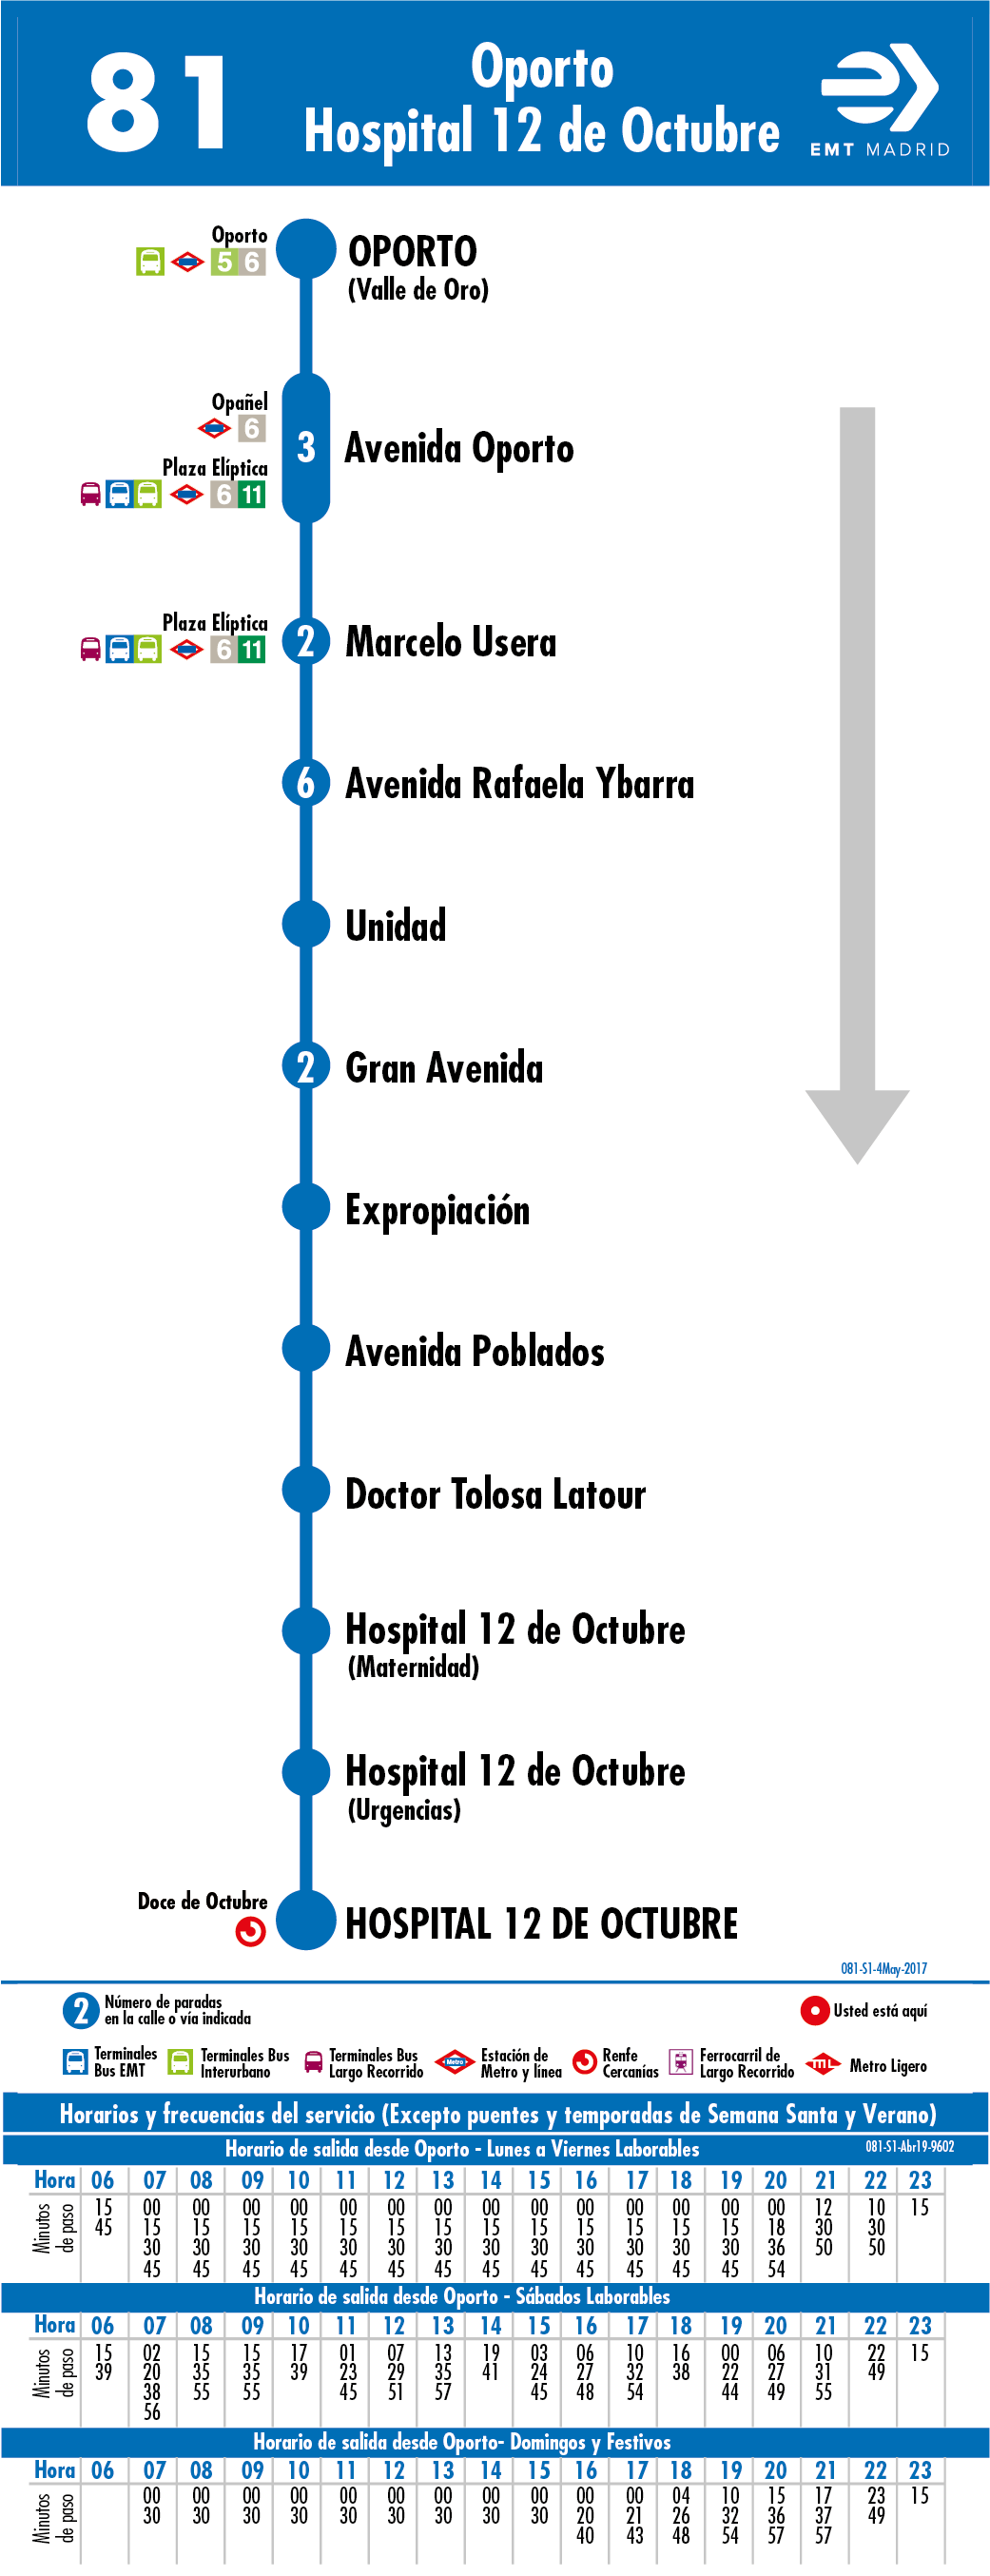 81
Oporto
Hospital 12 de Octubre
EMT MADRID
Oporto
5 6
OPORTO
(Valle de Oro)
Opañel
6
Plaza Elíptica
6 11
3
Avenida Oporto
Plaza Elíptica
6 11
2
Marcelo Usera
6
Avenida Rafaela Ybarra
Unidad
2
Gran Avenida
Expropiación
Avenida Poblados
Doctor Tolosa Latour
Hospital 12 de Octubre
(Maternidad)
Hospital 12 de Octubre
(Urgencias)
Doce de Octubre
HOSPITAL 12 DE OCTUBRE
081-S1-4May-2017
2
Número de paradas
en la calle o vía indicada
Usted está aquí
Terminales
Bus EMT
Terminales Bus
Interurbano
Terminales Bus
Largo Recorrido
Metro
Estación de
Metro y línea
Renfe
Cercanías
Ferrocarril de
Largo Recorrido
ML
Metro Ligero
Horarios y frecuencias del servicio (Excepto puentes y temporadas de Semana Santa y Verano)
Horario de salida desde Oporto - Lunes a Viernes Laborables 081-S1-Abr19-9602
Hora 06 07 08 09 10 11 12 13 14 15 16 17 18 19 20 21 22 23
Minutos
de paso
15 00 00 00 00 00 00 00 00 00 00 00 00 00 00 12 10 15
45 15 15 15 15 15 15 15 15 15 15 15 15 15 18 30 30
30 30 30 30 30 30 30 30 30 30 30 30 30 36 50 50
45 45 45 45 45 45 45 45 45 45 45 45 45 54
Horario de salida desde Oporto - Sábados Laborables
Hora 06 07 08 09 10 11 12 13 14 15 16 17 18 19 20 21 22 23
Minutos
de paso
15 02 15 15 17 01 07 13 19 03 06 10 16 00 06 10 22 15
39 20 35 35 39 23 29 35 41 24 27 32 38 22 27 31 49
38 55 55 45 51 57 45 48 54 44 49 55
56
Horario de salida desde Oporto- Domingos y Festivos
Hora 06 07 08 09 10 11 12 13 14 15 16 17 18 19 20 21 22 23
Minutos
de paso
00 00 00 00 00 00 00 00 00 00 00 04 10 15 17 23 15
30 30 30 30 30 30 30 30 30 20 21 26 32 36 37 49
40 43 48 54 57 57